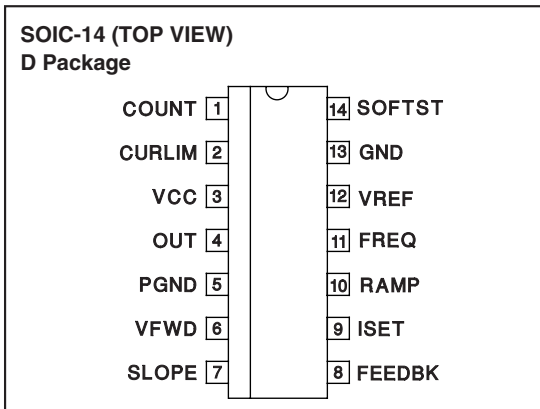 SOIC-14 (TOP VIEW)
D Package
COUNT 1 14 SOFTST
CURLIM 2 13 GND
VCC 3 12 VREF
OUT 4 11 FREQ
PGND 5 10 RAMP
VFWD 6 9 ISET
SLOPE 7 8 FEEDBK